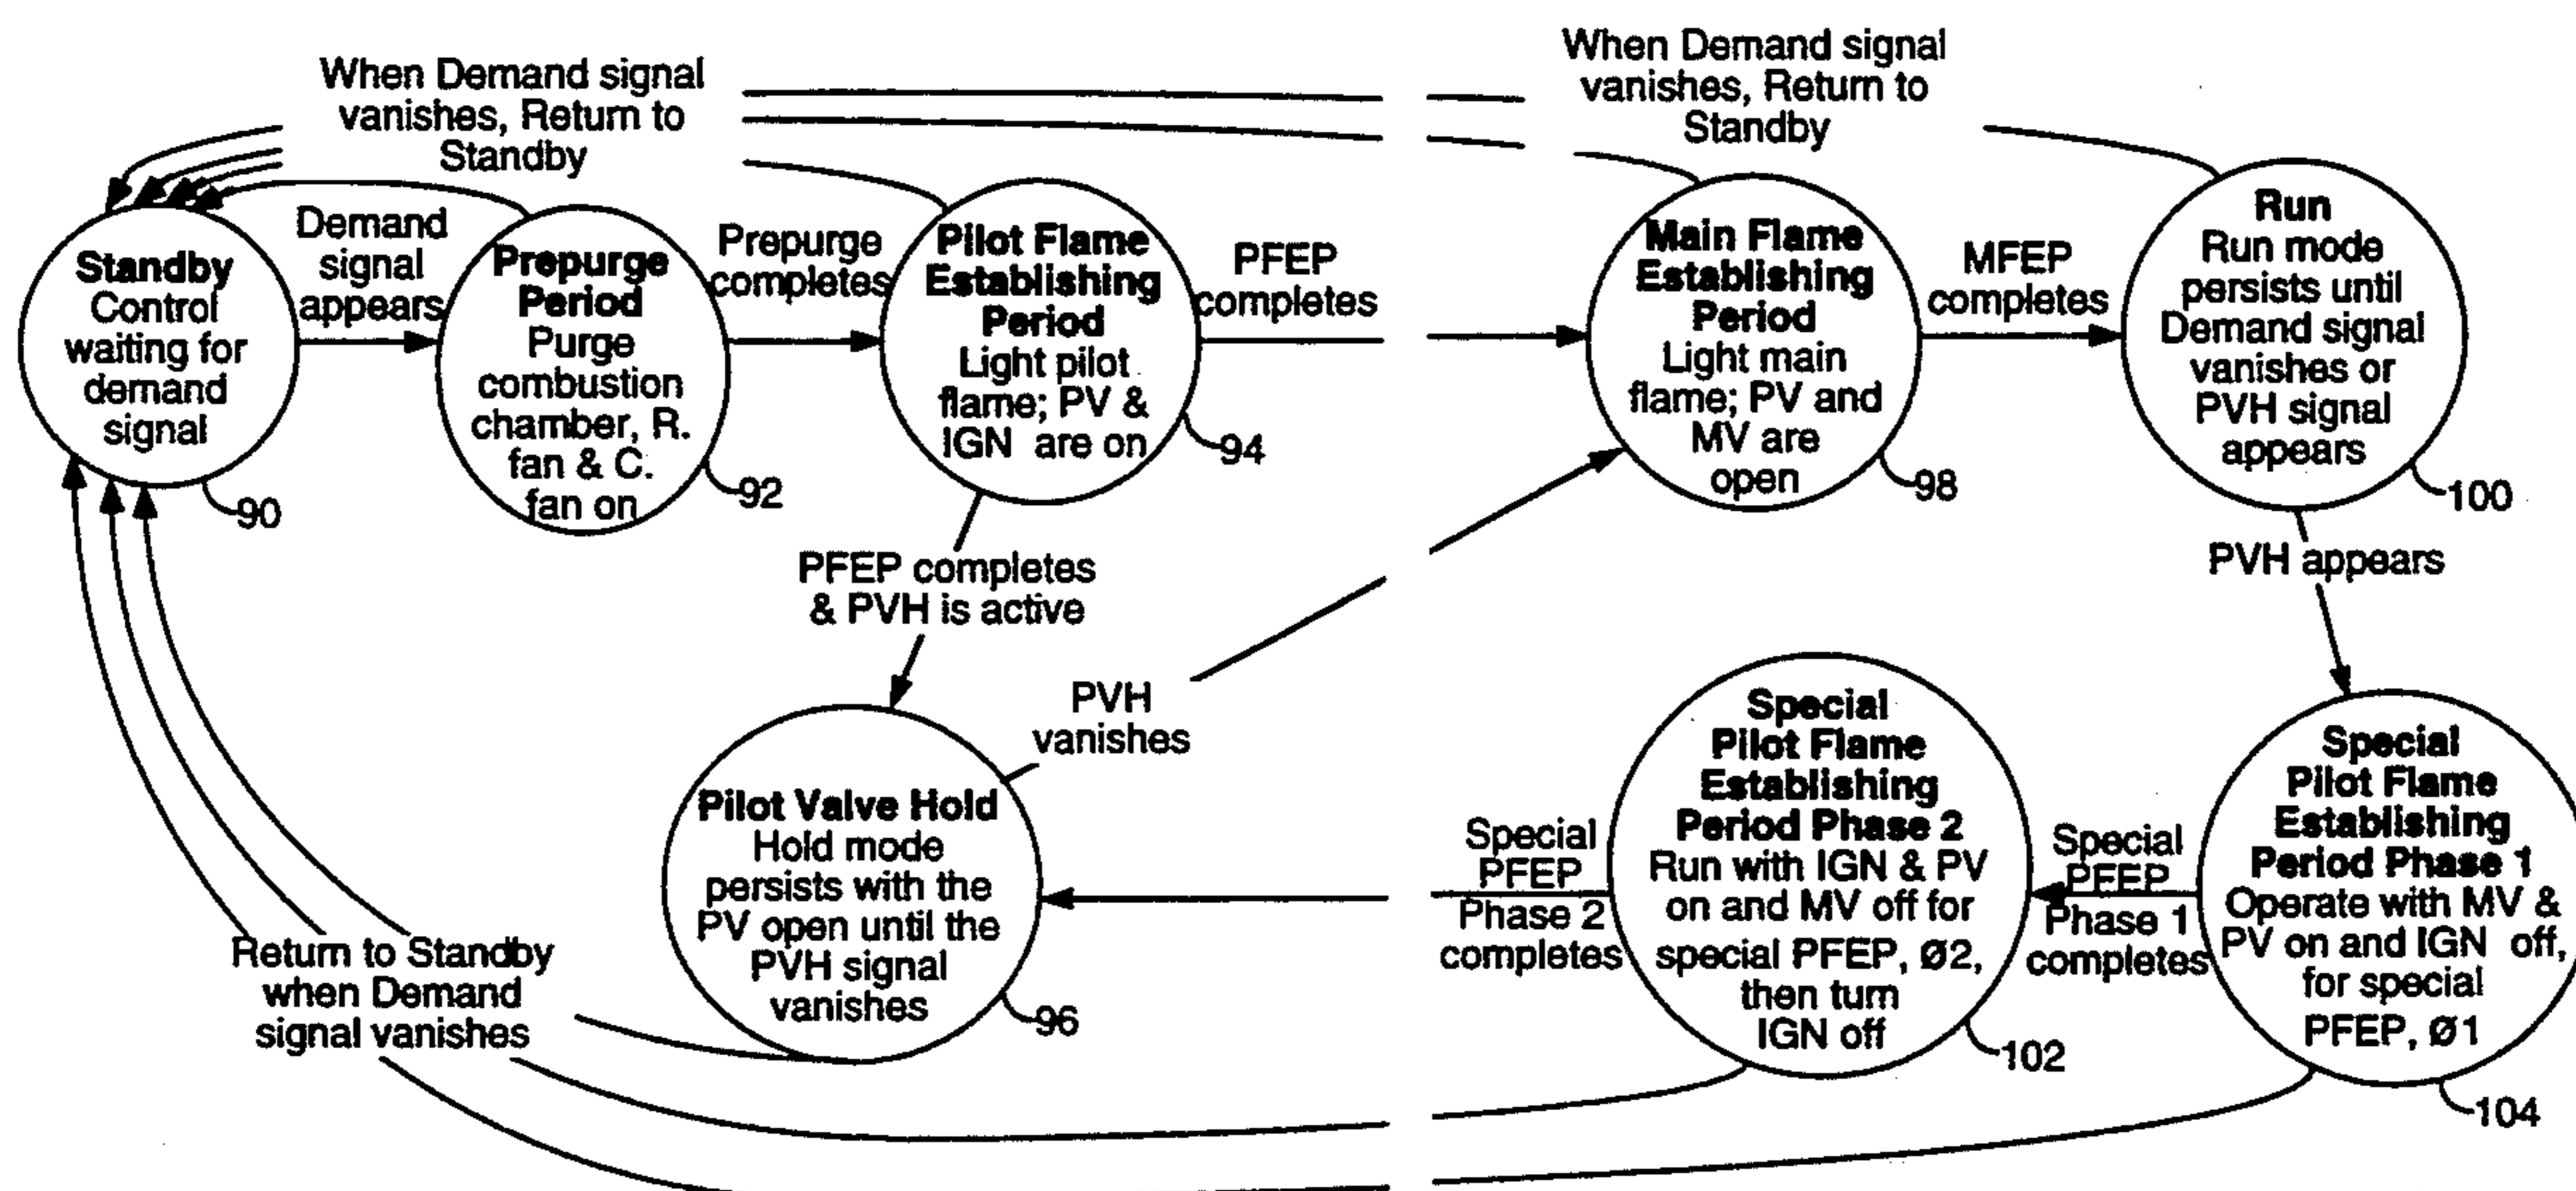 When Demand signal
vanishes, Return to
Standby
When Demand signal
vanishes, Return to
Standby
Standby
Control
waiting for
demand
signal
90
Demand
signal
appears
Prepurge
Period
Purge
combustion
chamber, R.
fan & C.
fan on
92
Prepurge
completes
Pilot Flame
Establishing
Period
Light pilot
flame; PV &
IGN are on
94
PFEP
completes
Main Flame
Establishing
Period
Light main
flame; PV and
MV are
open
98
MFEP
completes
Run
Run mode
persists until
Demand signal
vanishes or
PVH signal
appears
100
PFEP completes
& PVH is active
PVH appears
PVH
vanishes
Pilot Valve Hold
Hold mode
persists with the
PV open until the
PVH signal
vanishes
96
Special
PFEP
Phase 2
completes
Special
Pilot Flame
Establishing
Period Phase 2
Run with IGN & PV
on and MV off for
special PFEP, Ø2,
then turn
IGN off
102
Special
PFEP
Phase 1
completes
Special
Pilot Flame
Establishing
Period Phase 1
Operate with MV &
PV on and IGN off,
for special
PFEP, Ø1
104
Return to Standby
when Demand
signal vanishes